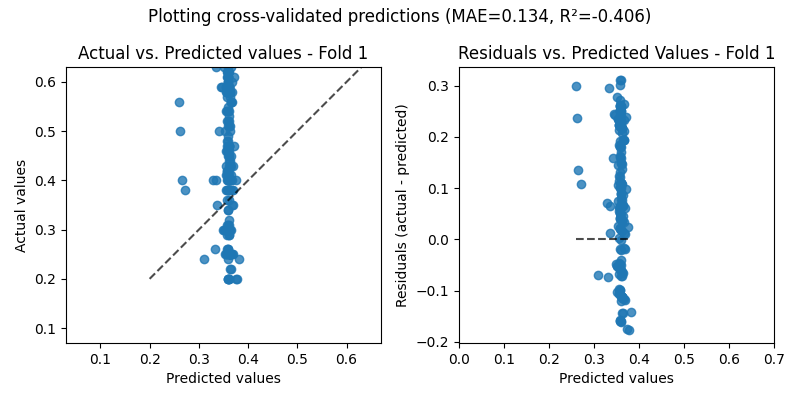 Plotting cross-validated predictions (MAE=0.134, R²=-0.406)
Actual vs. Predicted values - Fold 1
Actual values
0.6
0.5
0.4
0.3
0.2
0.1
0.1 0.2 0.3 0.4 0.5 0.6
Predicted values
Residuals vs. Predicted Values - Fold 1
Residuals (actual - predicted)
0.3
0.2
0.1
0.0
−0.1
−0.2
0.0 0.1 0.2 0.3 0.4 0.5 0.6 0.7
Predicted values